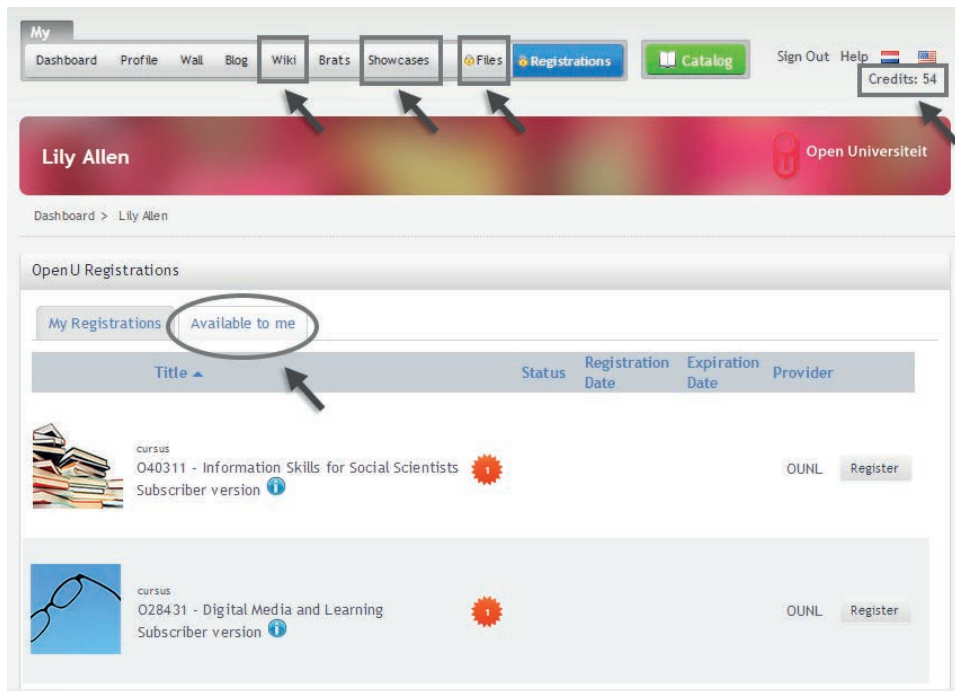 My
Dashboard Profile Wall Blog Wiki Brats Showcases Files Registrations Catalog Sign Out Help
Credits: 54
Lily Allen
Open Universiteit
Dashboard > Lily Allen
OpenU Registrations
My Registrations Available to me
Title Status Registration Date Expiration Date Provider
cursus
O40311 - Information Skills for Social Scientists 1 OUNL Register
Subscriber version i
cursus
O28431 - Digital Media and Learning 1 OUNL Register
Subscriber version i